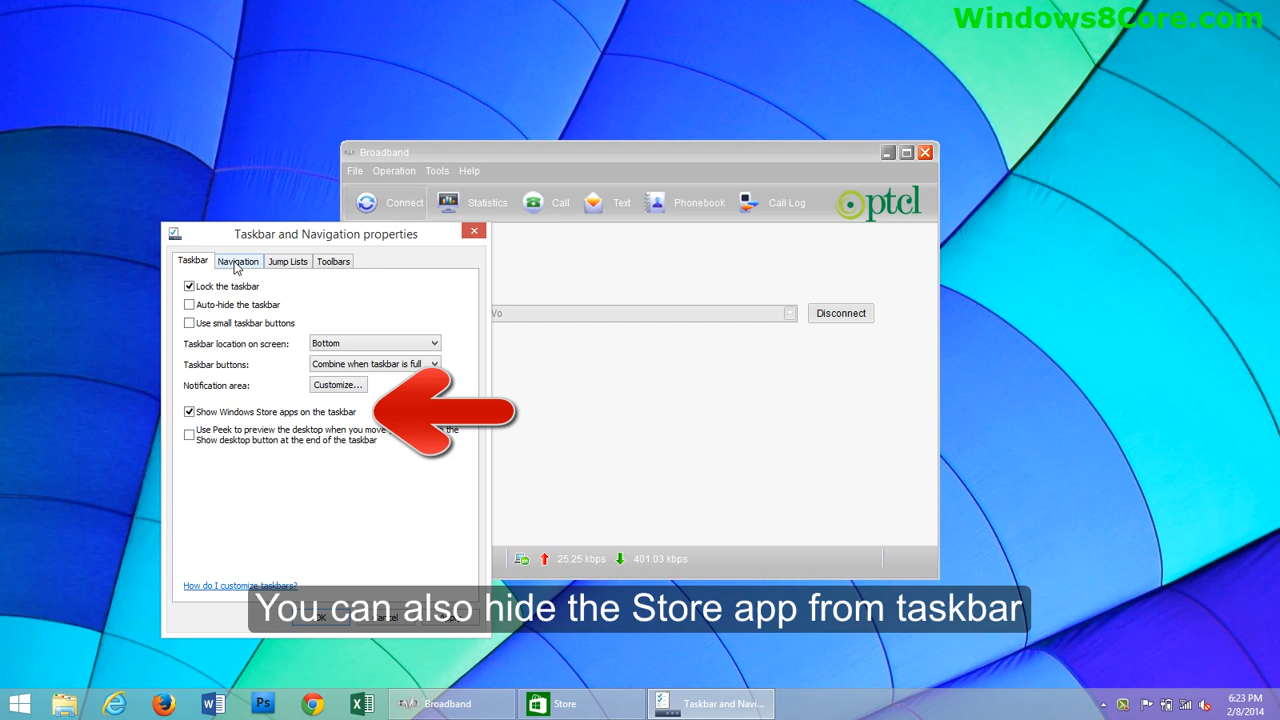 Windows8Core.com
Broadband
File Operation Tools Help
Connect Statistics Call Text Phonebook Call Log
ptcl
Taskbar and Navigation properties
Taskbar Navigation Jump Lists Toolbars
Lock the taskbar
Auto-hide the taskbar
Use small taskbar buttons
Taskbar location on screen: Bottom
Taskbar buttons: Combine when taskbar is full
Notification area: Customize...
Show Windows Store apps on the taskbar
Use Peek to preview the desktop when you move the
Show desktop button at the end of the taskbar
Vo
Disconnect
25.25 kbps 401.03 kbps
How do I customize taskbars?
You can also hide the Store app from taskbar
Broadband Store Taskbar and Navi...
6:23 PM
2/8/2014